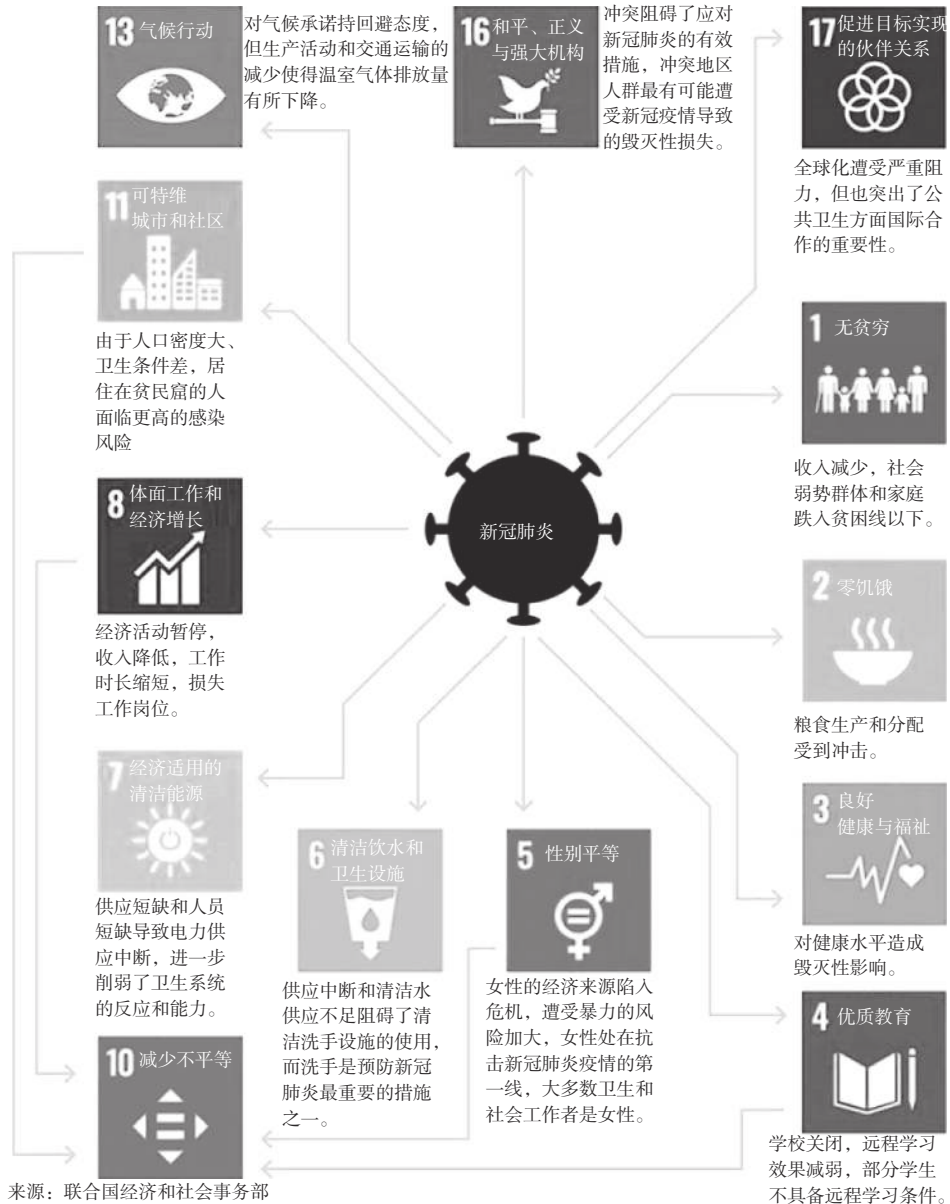 13 气候行动
对气候承诺持回避态度，
但生产活动和交通运输的
减少使得温室气体排放量
有所下降。
16 和平、正义
与强大机构
冲突阻碍了应对
新冠肺炎的有效
措施，冲突地区
人群最有可能遭
受新冠疫情导致
的毁灭性损失。
17 促进目标实现
的伙伴关系
全球化遭受严重阻
力，但也突出了公
共卫生方面国际合
作的重要性。
11 可特维
城市和社区
由于人口密度大、
卫生条件差，居
住在贫民窟的人
面临更高的感染
风险
1 无贫穷
收入减少，社会
弱势群体和家庭
跌入贫困线以下。
8 体面工作和
经济增长
经济活动暂停，
收入降低，工作
时长缩短，损失
工作岗位。
新冠肺炎
2 零饥饿
粮食生产和分配
受到冲击。
7 经济适用的
清洁能源
供应短缺和人员
短缺导致电力供
应中断，进一步
削弱了卫生系统
的反应和能力。
6 清洁饮水和
卫生设施
供应中断和清洁水
供应不足阻碍了清
洁洗手设施的使用，
而洗手是预防新冠
肺炎最重要的措施
之一。
5 性别平等
女性的经济来源陷入
危机，遭受暴力的风
险加大，女性处在抗
击新冠肺炎疫情的第
一线，大多数卫生和
社会工作者是女性。
3 良好
健康与福祉
对健康水平造成
毁灭性影响。
4 优质教育
学校关闭，远程学习
效果减弱，部分学生
不具备远程学习条件。
10 减少不平等
来源：联合国经济和社会事务部